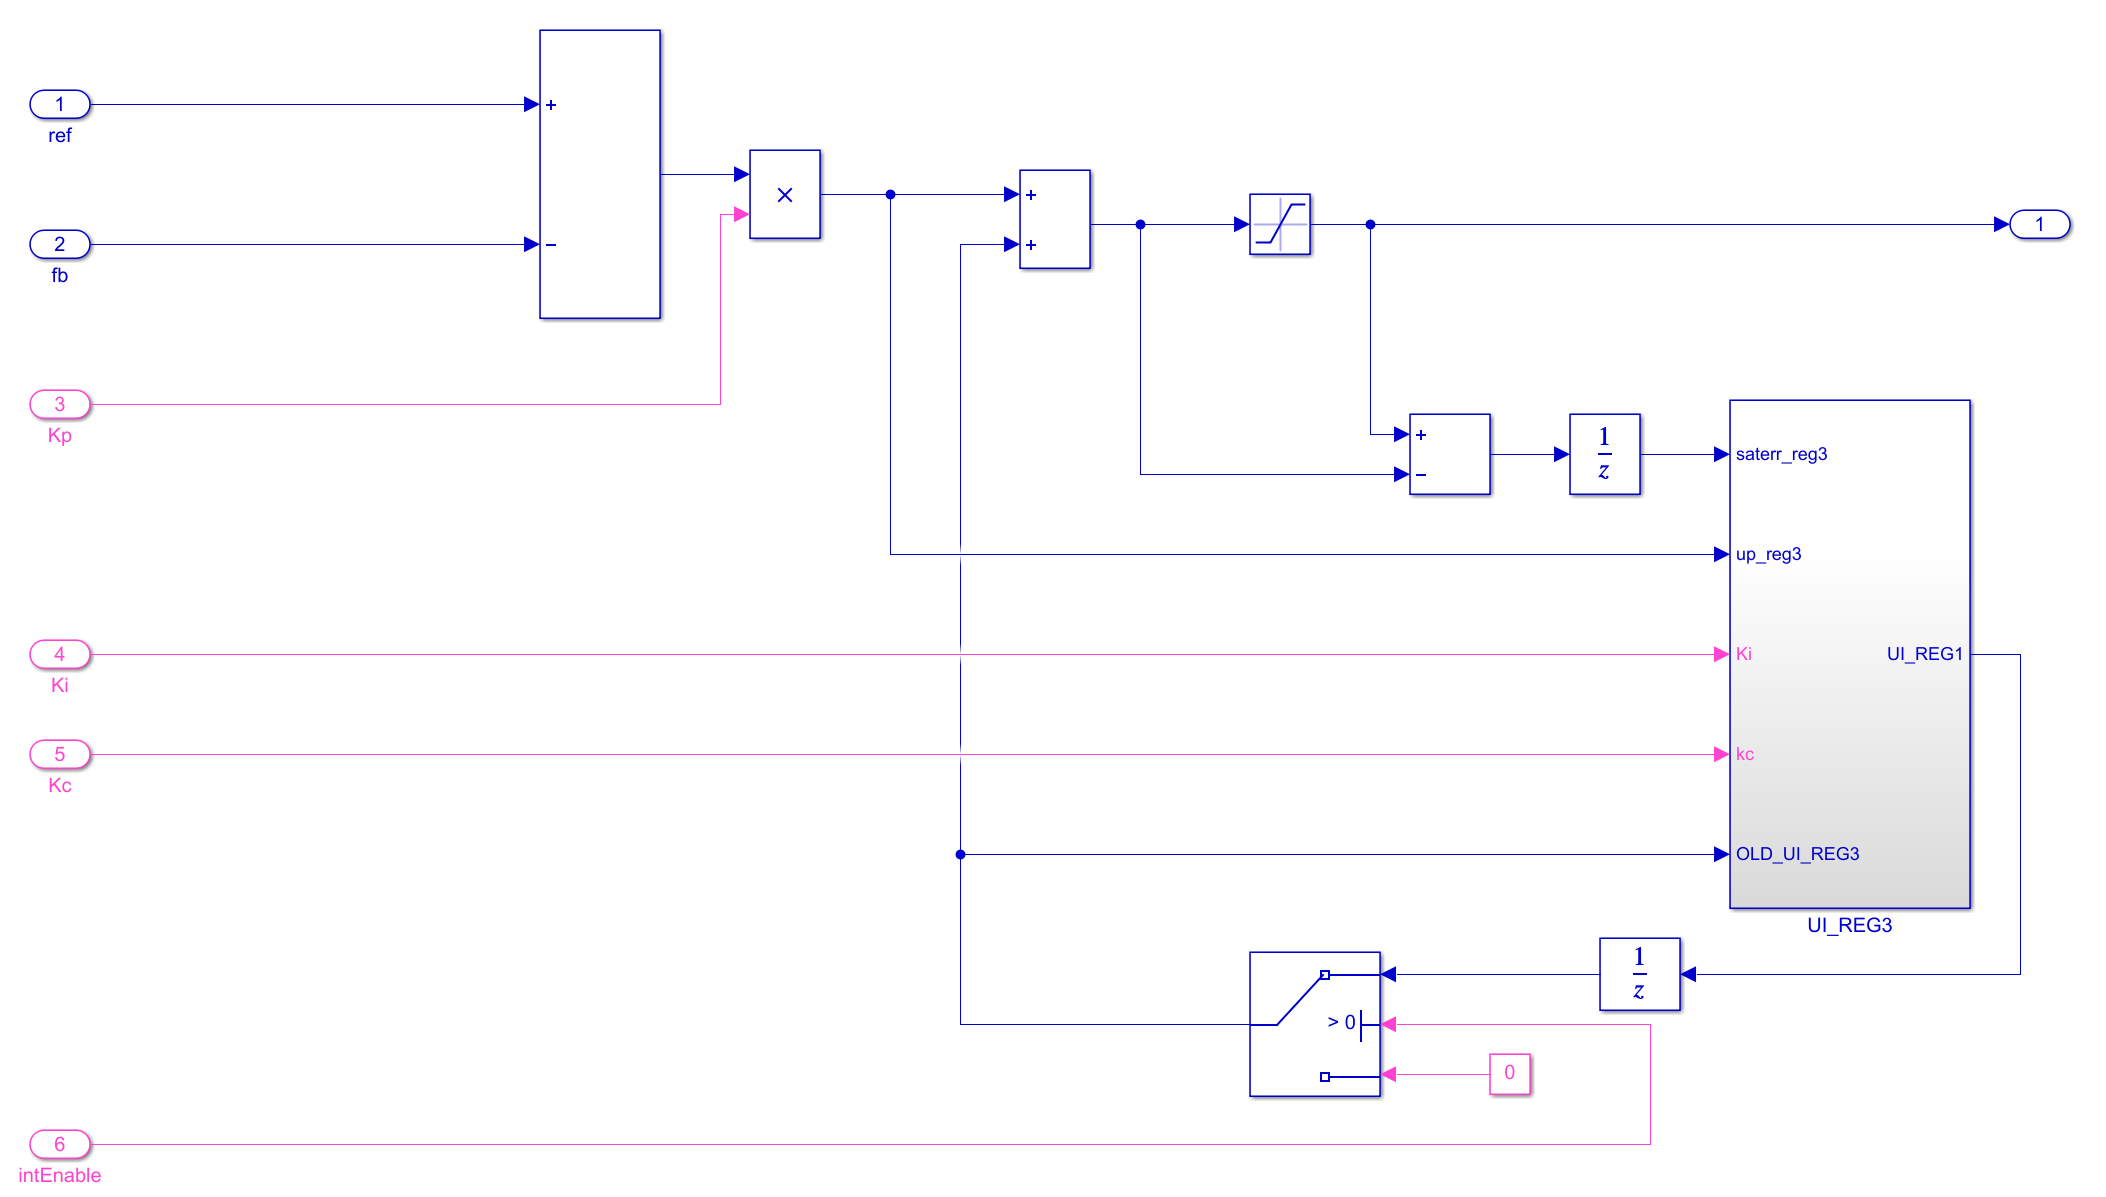 1
ref
+
2
fb
−
×
+
+
1
3
Kp
+
−
1
z
saterr_reg3
up_reg3
4
Ki
Ki
UI_REG1
5
Kc
kc
OLD_UI_REG3
UI_REG3
1
z
> 0
0
6
intEnable